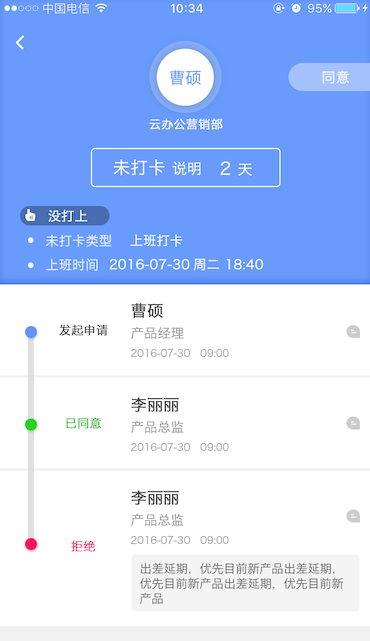 中国电信
10:34
95%
曹硕
同意
云办公营销部
未打卡 说明 2 天
没打上
未打卡类型 上班打卡
上班时间 2016-07-30 周二 18:40
曹硕
发起申请
产品经理
2016-07-30 09:00
李丽丽
已同意
产品总监
2016-07-30 09:00
李丽丽
产品总监
2016-07-30 09:00
拒绝
出差延期，优先目前新产品出差延期，
优先目前新产品出差延期，优先目前新
产品